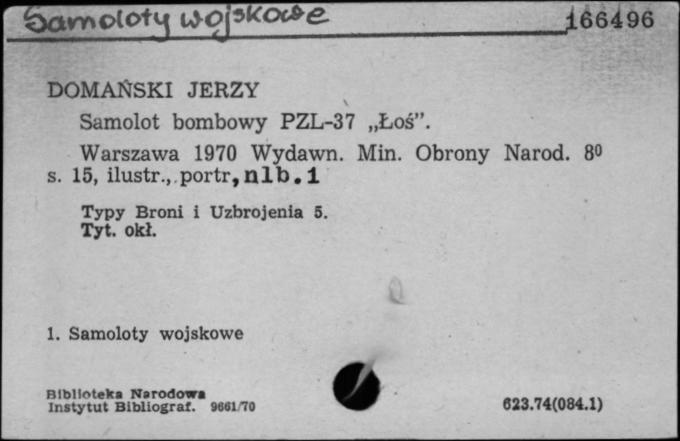 Samoloty wojskowe 166496
DOMAŃSKI JERZY
Samolot bombowy PZL-37 „Łoś”.
Warszawa 1970 Wydawn. Min. Obrony Narod. 8⁰
s. 15, ilustr., portr, nlb. 1
Typy Broni i Uzbrojenia 5.
Tyt. okł.
1. Samoloty wojskowe
Biblioteka Narodowa
Instytut Bibliograf. 9661/70 623.74(084.1)